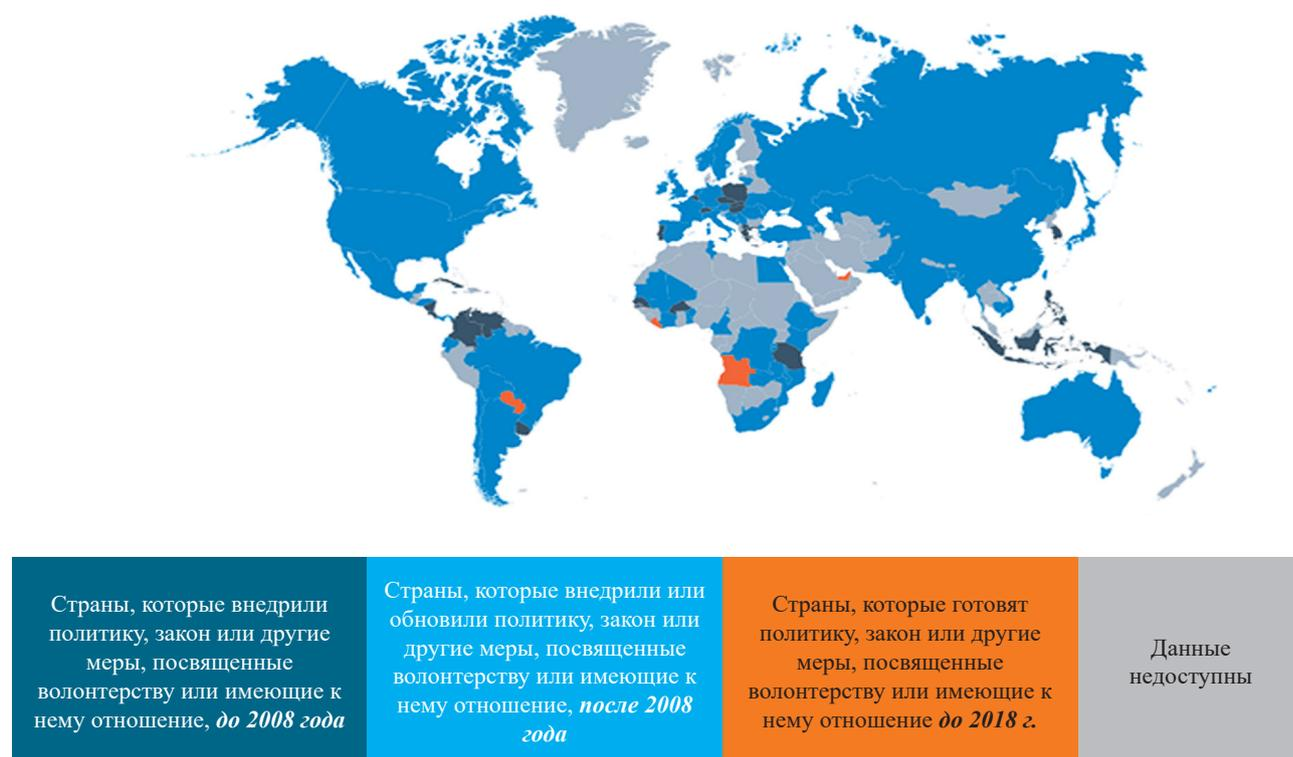 Страны, которые внедрили
политику, закон или другие
меры, посвященные
волонтерству или имеющие к
нему отношение, до 2008 года
Страны, которые внедрили или
обновили политику, закон или
другие меры, посвященные
волонтерству или имеющие к
нему отношение, после 2008
года
Страны, которые готовят
политику, закон или другие
меры, посвященные
волонтерству или имеющие к
нему отношение до 2018 г.
Данные
недоступны